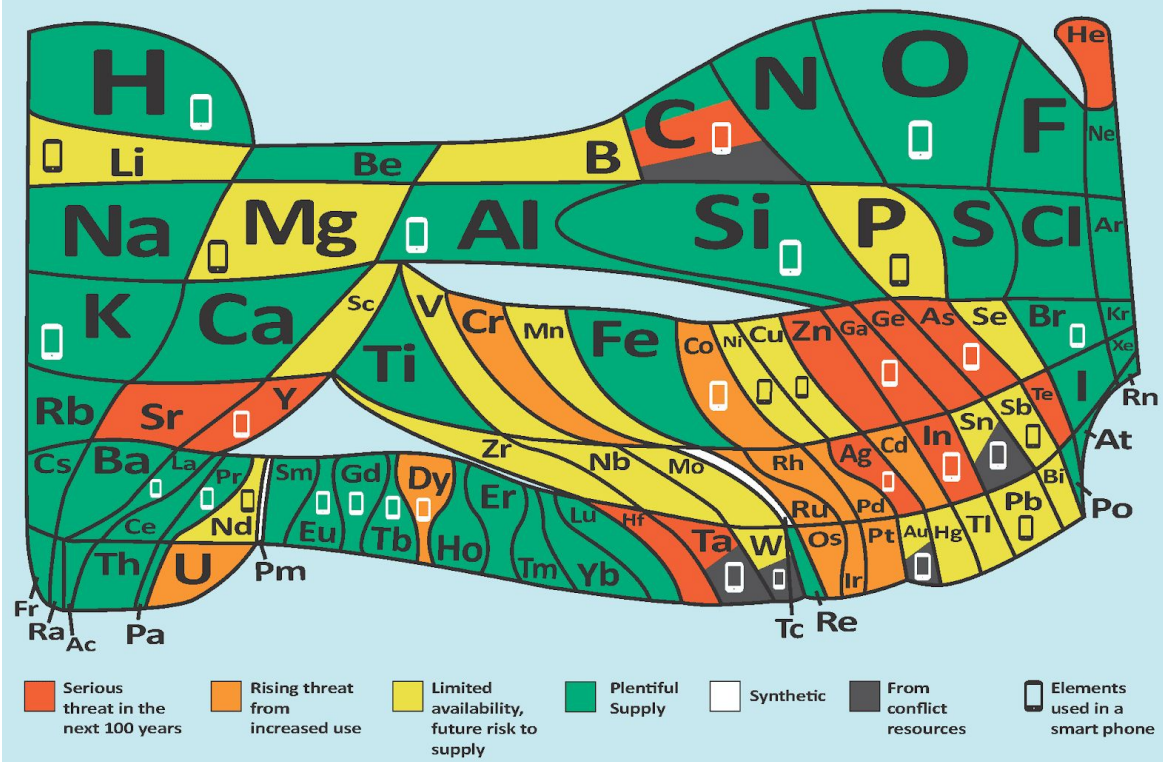 H
He
Li
Be
B
C
N
O
F
Ne
Na
Mg
Al
Si
P
S
Cl
Ar
K
Ca
Sc
Ti
V
Cr
Mn
Fe
Co
Ni
Cu
Zn
Ga
Ge
As
Se
Br
Kr
Rb
Sr
Y
Zr
Nb
Mo
Tc
Ru
Rh
Pd
Ag
Cd
In
Sn
Sb
Te
I
Xe
Cs
Ba
La
Ce
Pr
Nd
Pm
Sm
Eu
Gd
Tb
Dy
Ho
Er
Tm
Yb
Lu
Hf
Ta
W
Re
Os
Ir
Pt
Au
Hg
Tl
Pb
Bi
Po
At
Rn
Fr
Ra
Ac
Th
Pa
U
Serious
threat in the
next 100 years
Rising threat
from
increased use
Limited
availability,
future risk to
supply
Plentiful
Supply
Synthetic
From
conflict
resources
Elements
used in a
smart phone